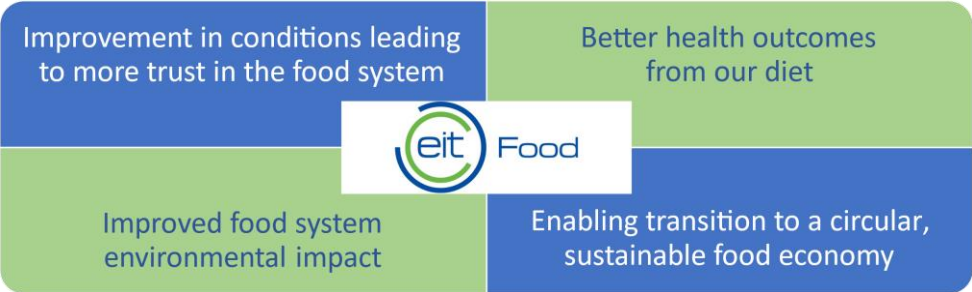 Improvement in conditions leading
to more trust in the food system
Better health outcomes
from our diet
eit Food
Improved food system
environmental impact
Enabling transition to a circular,
sustainable food economy